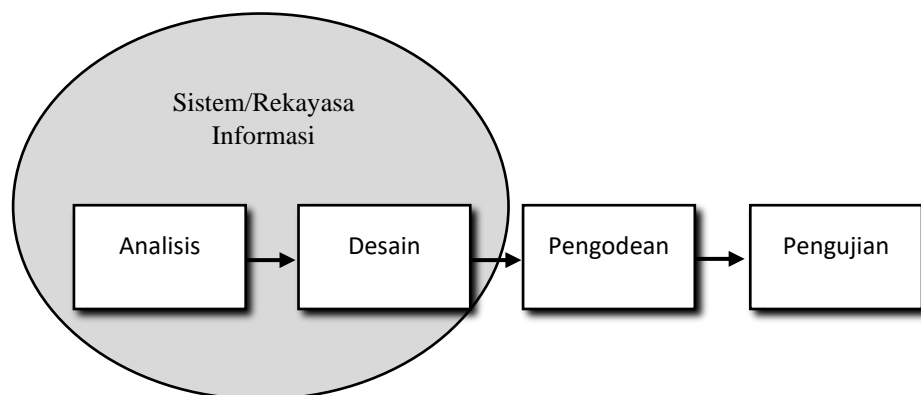 Sistem/Rekayasa
Informasi
Analisis
Desain
Pengodean
Pengujian